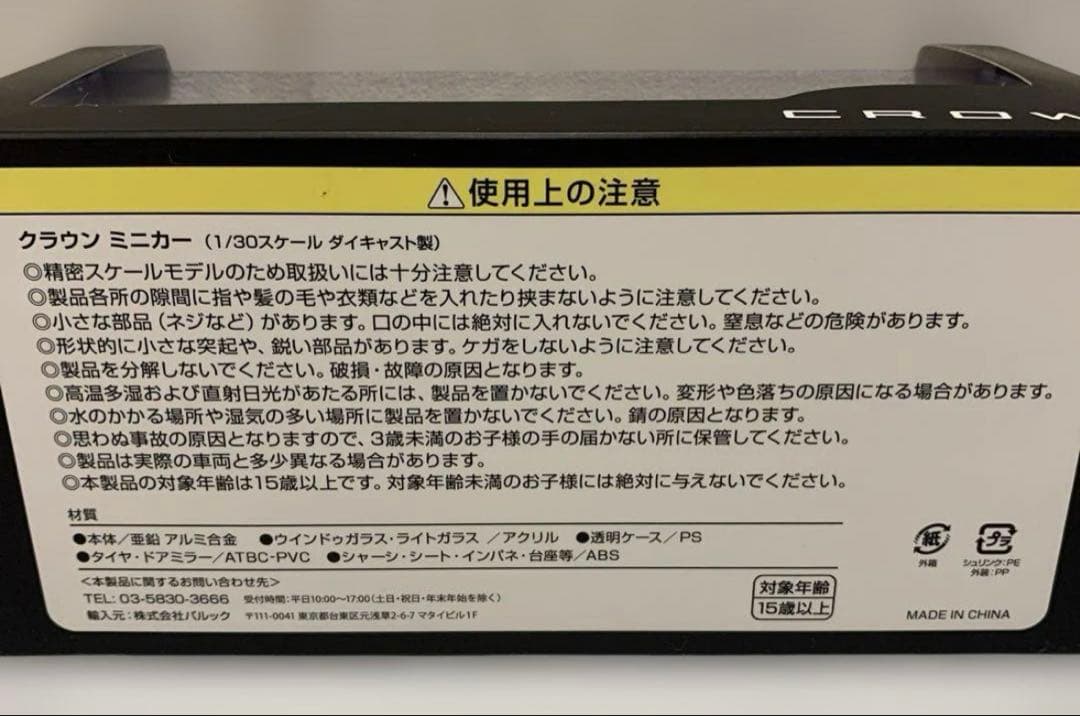 CROW
⚠使用上の注意
クラウン ミニカー（1/30スケール ダイキャスト製）
◎精密スケールモデルのため取扱いには十分注意してください。
◎製品各所の隙間に指や髪の毛や衣類などを入れたり挟まないように注意してください。
◎小さな部品（ネジなど）があります。口の中には絶対に入れないでください。窒息などの危険があります。
◎形状的に小さな突起や、鋭い部品があります。ケガをしないように注意してください。
◎製品を分解しないでください。破損・故障の原因となります。
◎高温多湿および直射日光があたる所には、製品を置かないでください。変形や色落ちの原因になる場合があります。
◎水のかかる場所や湿気の多い場所に製品を置かないでください。錆の原因となります。
◎思わぬ事故の原因となりますので、3歳未満のお子様の手の届かない所に保管してください。
◎製品は実際の車両と多少異なる場合があります。
◎本製品の対象年齢は15歳以上です。対象年齢未満のお子様には絶対に与えないでください。
材質
●本体／亜鉛 アルミ合金 ●ウインドゥガラス・ライトガラス ／アクリル ●透明ケース／PS
●タイヤ・ドアミラー／ATBC-PVC ●シャーシ・シート・インパネ・台座等／ABS
＜本製品に関するお問い合わせ先＞
TEL: 03-5830-3666 受付時間：平日10:00〜17:00（土日・祝日・年末年始を除く）
輸入元：株式会社バルック 〒111-0041 東京都台東区元浅草2-6-7 マタイビル1F
対象年齢
15歳以上
紙
外箱
プラ
シュリンク：PE
外装：PP
MADE IN CHINA